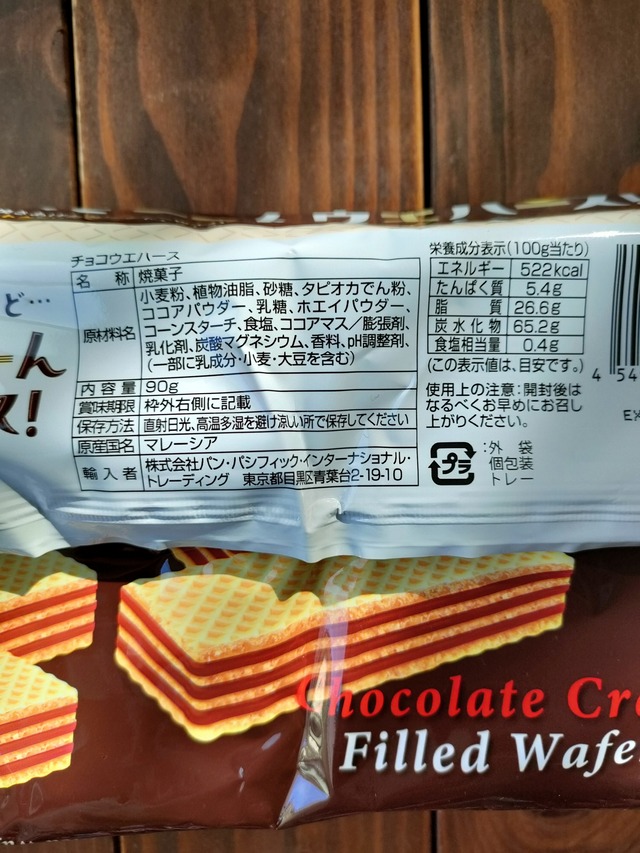 チョコウエハース
名 称 焼菓子
原材料名 小麦粉、植物油脂、砂糖、タピオカでん粉、
ココアパウダー、乳糖、ホエイパウダー、
コーンスターチ、食塩、ココアマス/膨張剤、
乳化剤、炭酸マグネシウム、香料、pH調整剤、
(一部に乳成分・小麦・大豆を含む)
内容量 90g
賞味期限 枠外右側に記載
保存方法 直射日光、高温多湿を避け涼しい所で保存してください
原産国名 マレーシア
輸入者 株式会社パン・パシフィック・インターナショナル・
トレーディング 東京都目黒区青葉台2-19-10
栄養成分表示(100g当たり)
エネルギー 522kcal
たんぱく質 5.4g
脂 質 26.6g
炭水化物 65.2g
食塩相当量 0.4g
(この表示値は、目安です。)
使用上の注意:開封後は
なるべくお早めにお召し
上がりください。
プラ
:外 袋
個包装
トレー
4 54
ど…
ーん
ス!
Chocolate Cre
Filled Wafe